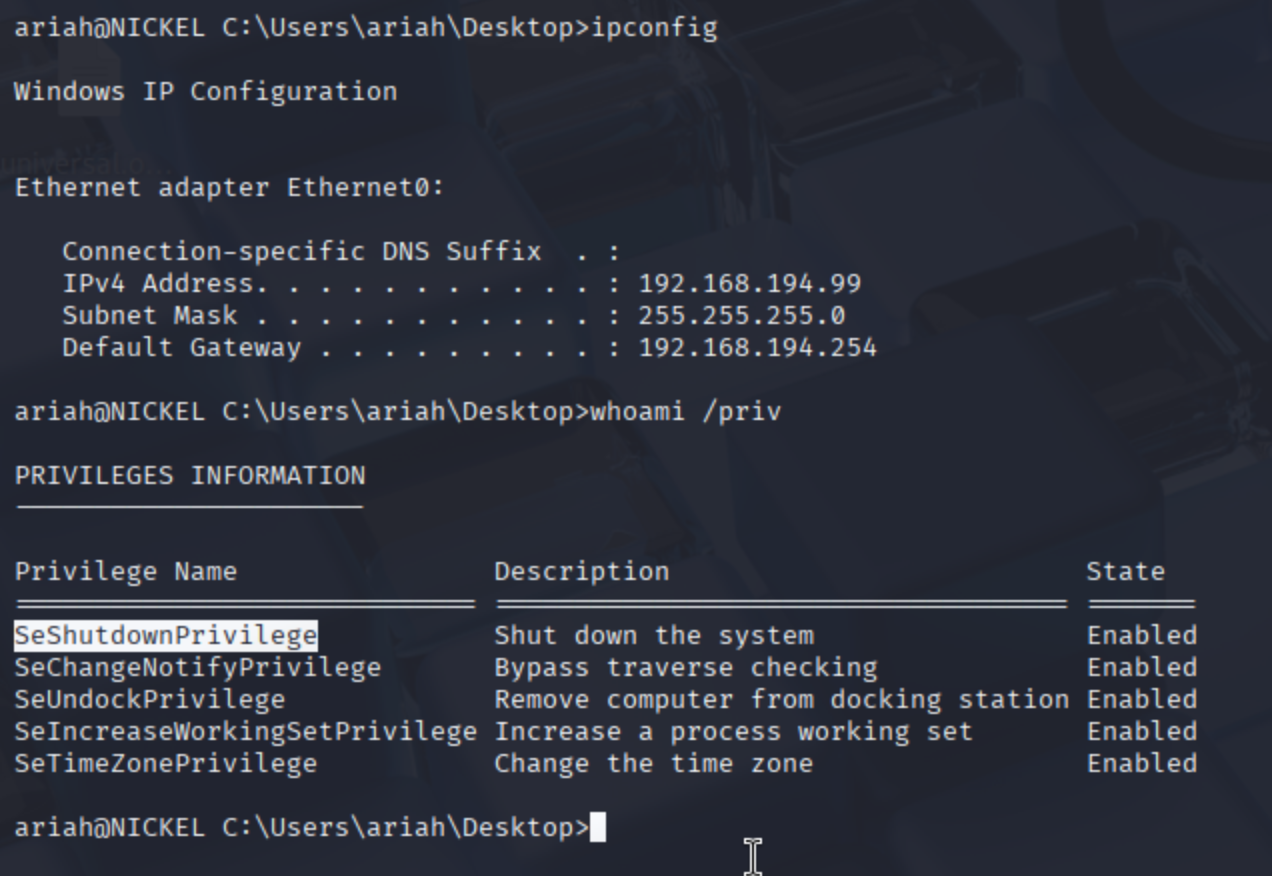 ariah@NICKEL C:\Users\ariah\Desktop>ipconfig
Windows IP Configuration
universal.o...
Ethernet adapter Ethernet0:
   Connection-specific DNS Suffix  . :
   IPv4 Address. . . . . . . . . . . : 192.168.194.99
   Subnet Mask . . . . . . . . . . . : 255.255.255.0
   Default Gateway . . . . . . . . . : 192.168.194.254
ariah@NICKEL C:\Users\ariah\Desktop>whoami /priv
PRIVILEGES INFORMATION
Privilege Name                Description                          State
SeShutdownPrivilege           Shut down the system                 Enabled
SeChangeNotifyPrivilege       Bypass traverse checking             Enabled
SeUndockPrivilege             Remove computer from docking station Enabled
SeIncreaseWorkingSetPrivilege Increase a process working set       Enabled
SeTimeZonePrivilege           Change the time zone                 Enabled
ariah@NICKEL C:\Users\ariah\Desktop>